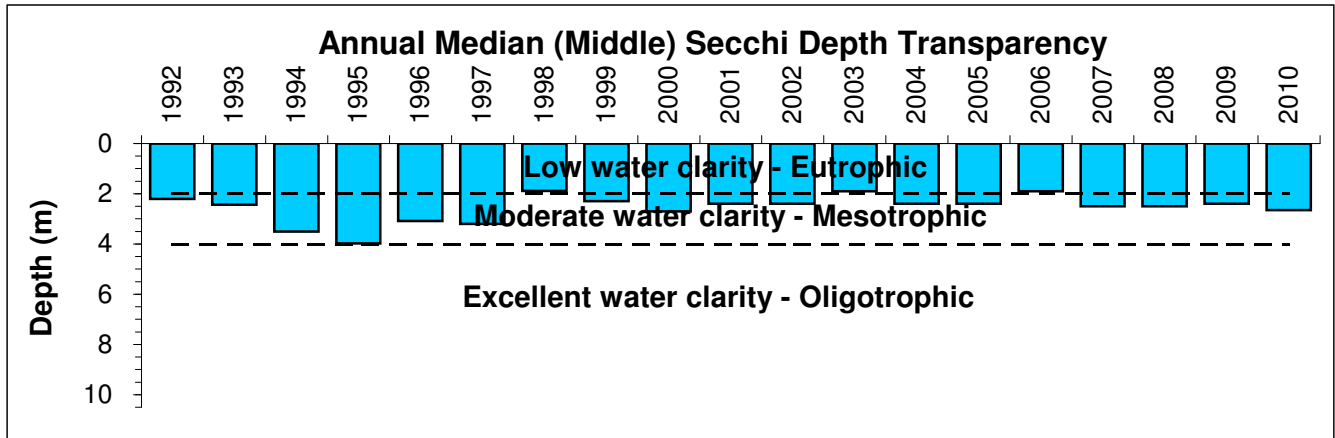 Annual Median (Middle) Secchi Depth Transparency
1992 1993 1994 1995 1996 1997 1998 1999 2000 2001 2002 2003 2004 2005 2006 2007 2008 2009 2010
0
Low water clarity - Eutrophic
2
Moderate water clarity - Mesotrophic
4
Excellent water clarity - Oligotrophic
6
8
10
Depth (m)